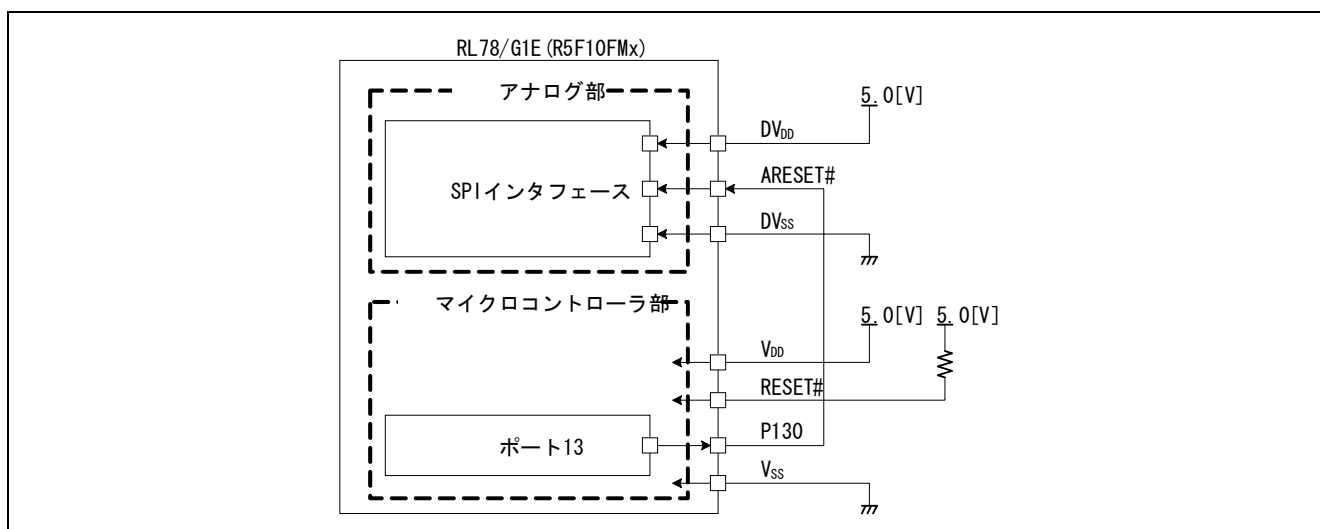 RL78/G1E(R5F10FMx)
アナログ部
5.0[V]
DVDD
SPIインタフェース
ARESET#
DVSS
マイクロコントローラ部
5.0[V] 5.0[V]
VDD
RESET#
ポート13
P130
VSS